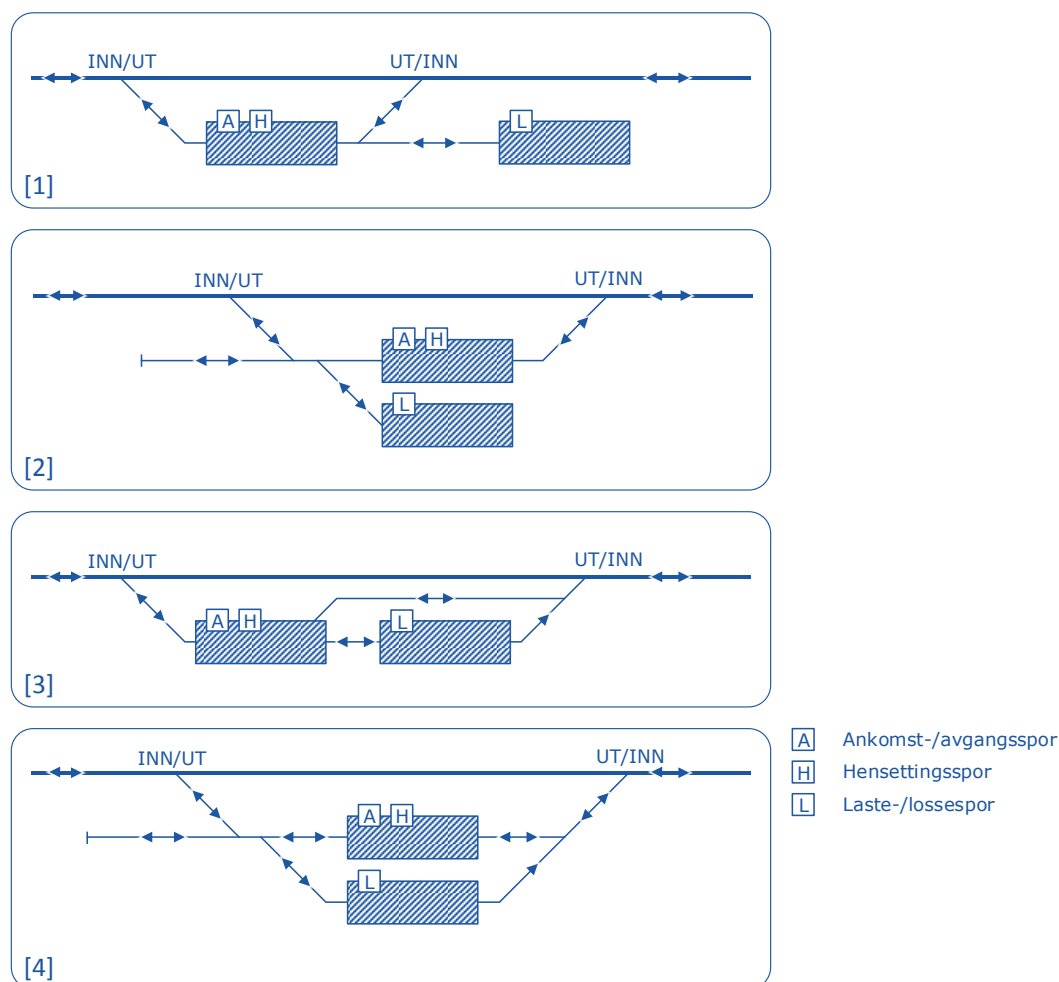 INN/UT UT/INN
A H L
[1]
INN/UT UT/INN
A H
L
[2]
INN/UT UT/INN
A H L
[3]
INN/UT UT/INN
A H
L
[4]
A Ankomst-/avgangsspor
H Hensettingsspor
L Laste-/lossespor